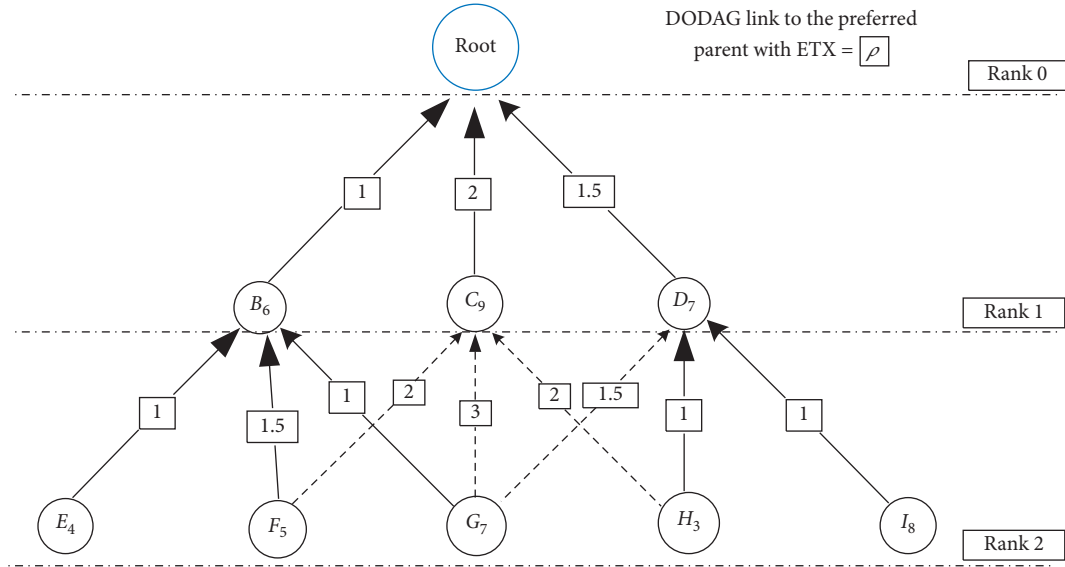 Root
DODAG link to the preferred
parent with ETX = ρ
Rank 0
1
2
1.5
B6
C9
D7
Rank 1
1
1.5
1
2
3
2
1.5
1
1
E4
F5
G7
H3
I8
Rank 2